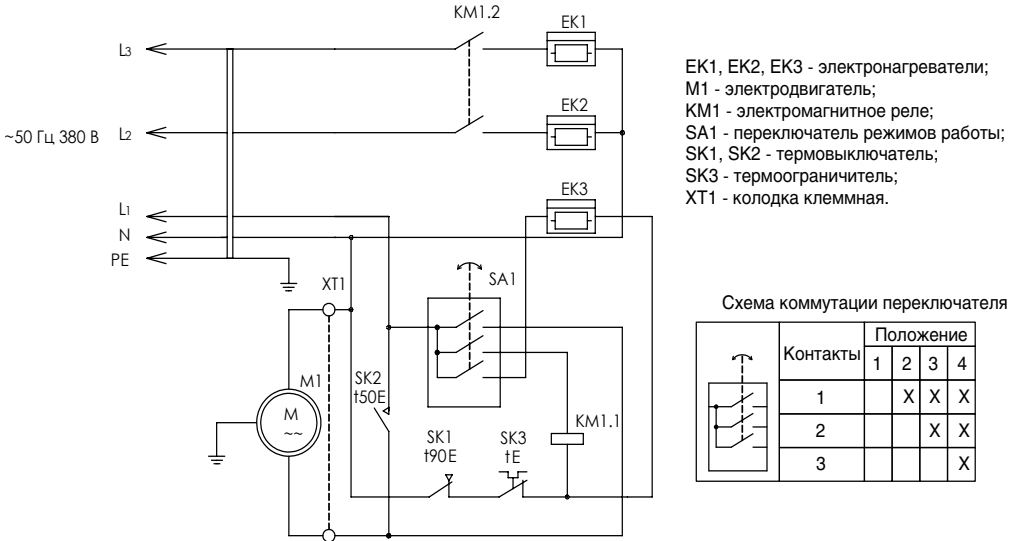 KM1.2
EK1
L3
EK2
~50 Гц 380 В
L2
EK3
L1
N
PE
XT1
SA1
M1
M
~~
SK2
t50E
SK1
t90E
SK3
tE
KM1.1
EK1, EK2, EK3 - электронагреватели;
M1 - электродвигатель;
KM1 - электромагнитное реле;
SA1 - переключатель режимов работы;
SK1, SK2 - термовыключатель;
SK3 - термоограничитель;
XT1 - колодка клеммная.
Схема коммутации переключателя
Контакты
Положение
1 2 3 4
1 X X X
2 X X
3 X